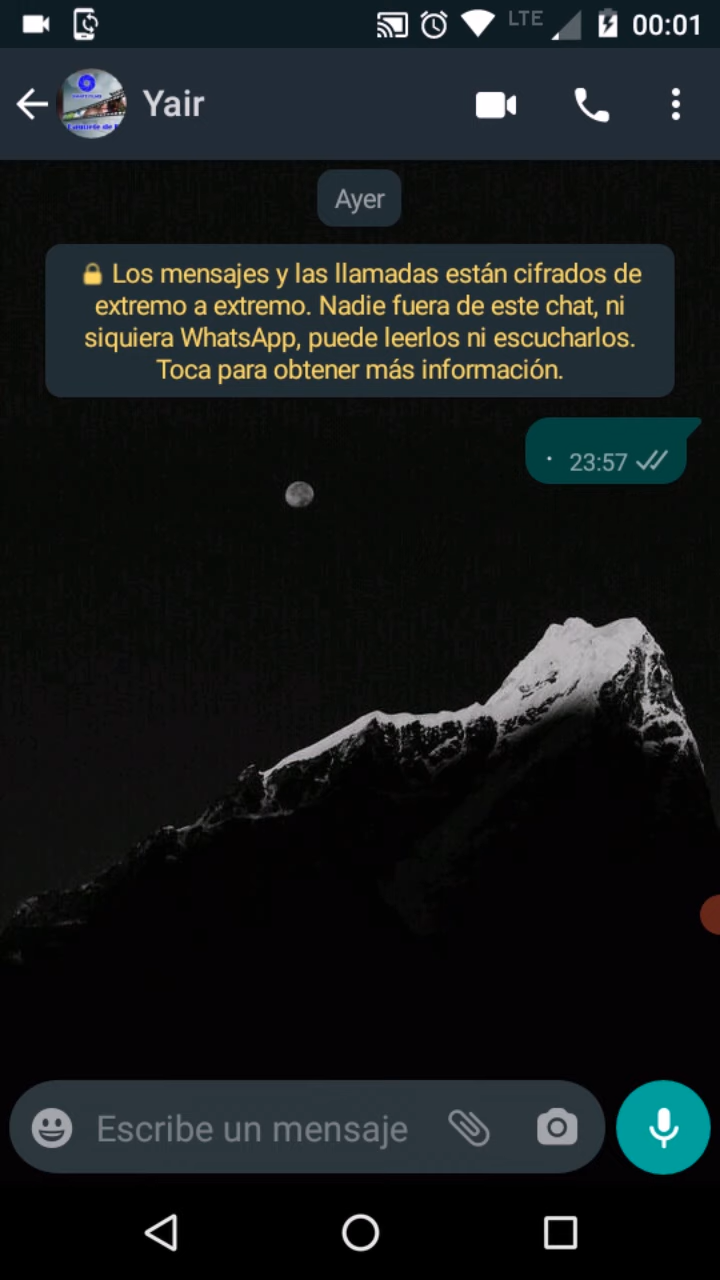 LTE 00:01
Yair
Ayer
🔒 Los mensajes y las llamadas están cifrados de
extremo a extremo. Nadie fuera de este chat, ni
siquiera WhatsApp, puede leerlos ni escucharlos.
Toca para obtener más información.
. 23:57
Escribe un mensaje